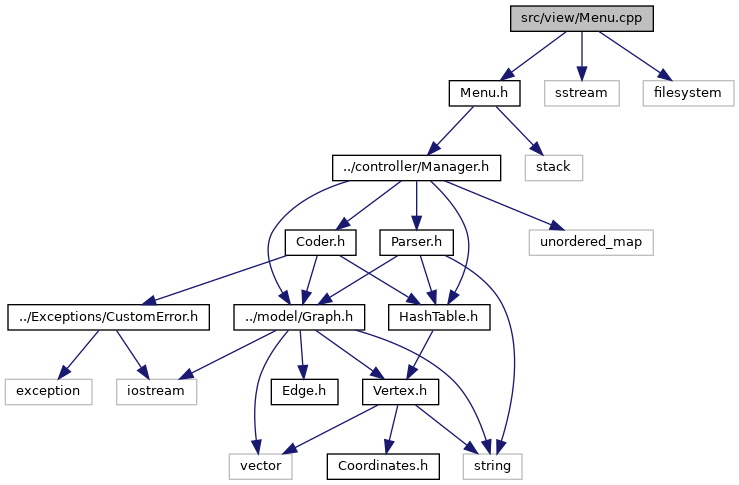 src/view/Menu.cpp
Menu.h
sstream
filesystem
../controller/Manager.h
stack
Coder.h
Parser.h
unordered_map
../Exceptions/CustomError.h
../model/Graph.h
HashTable.h
exception
iostream
Edge.h
Vertex.h
vector
Coordinates.h
string